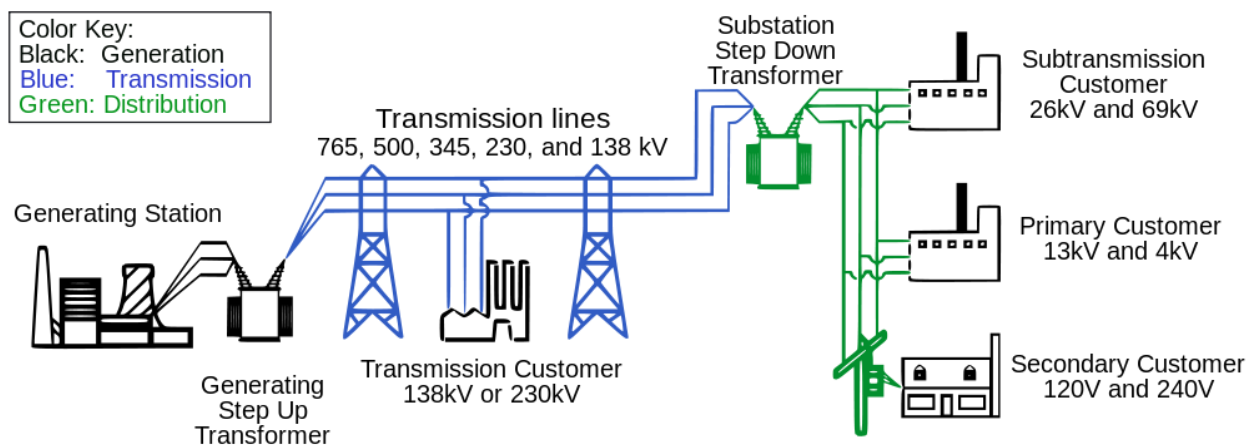 Color Key:
Black: Generation
Blue: Transmission
Green: Distribution
Substation
Step Down
Transformer
Subtransmission
Customer
26kV and 69kV
Transmission lines
765, 500, 345, 230, and 138 kV
Generating Station
Primary Customer
13kV and 4kV
Transmission Customer
138kV or 230kV
Generating
Step Up
Transformer
Secondary Customer
120V and 240V